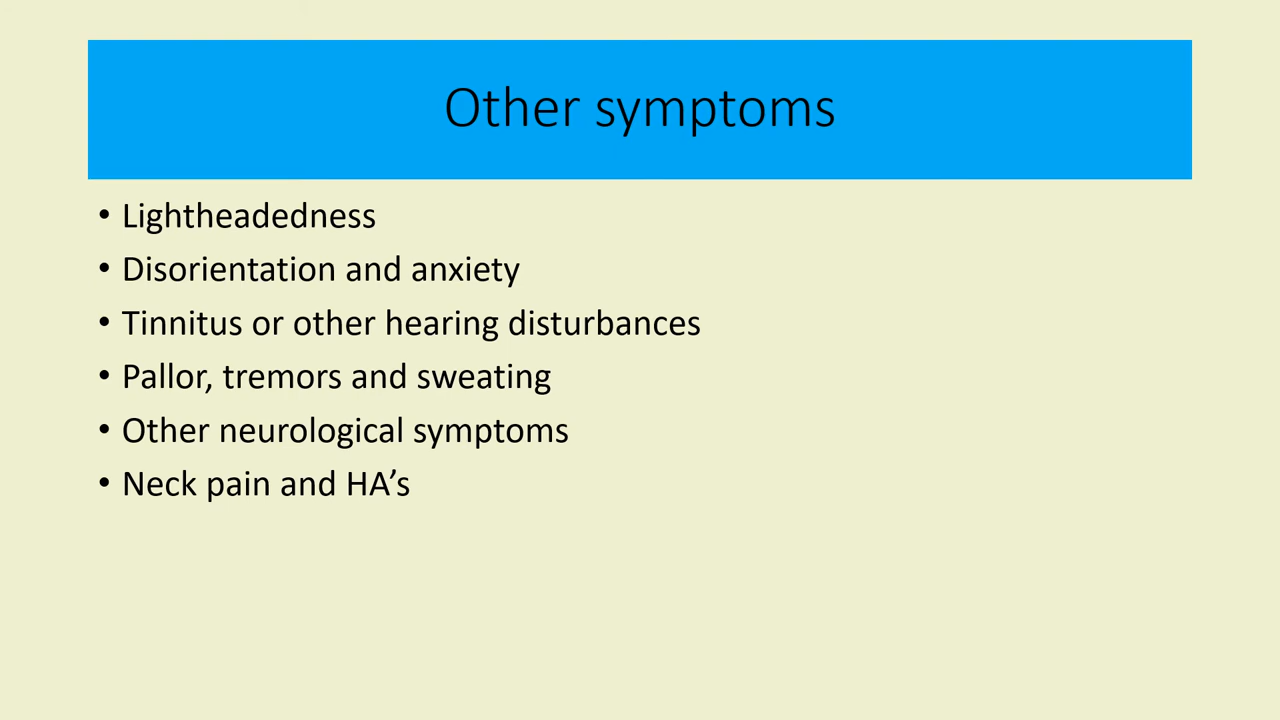 Other symptoms
• Lightheadedness
• Disorientation and anxiety
• Tinnitus or other hearing disturbances
• Pallor, tremors and sweating
• Other neurological symptoms
• Neck pain and HA’s